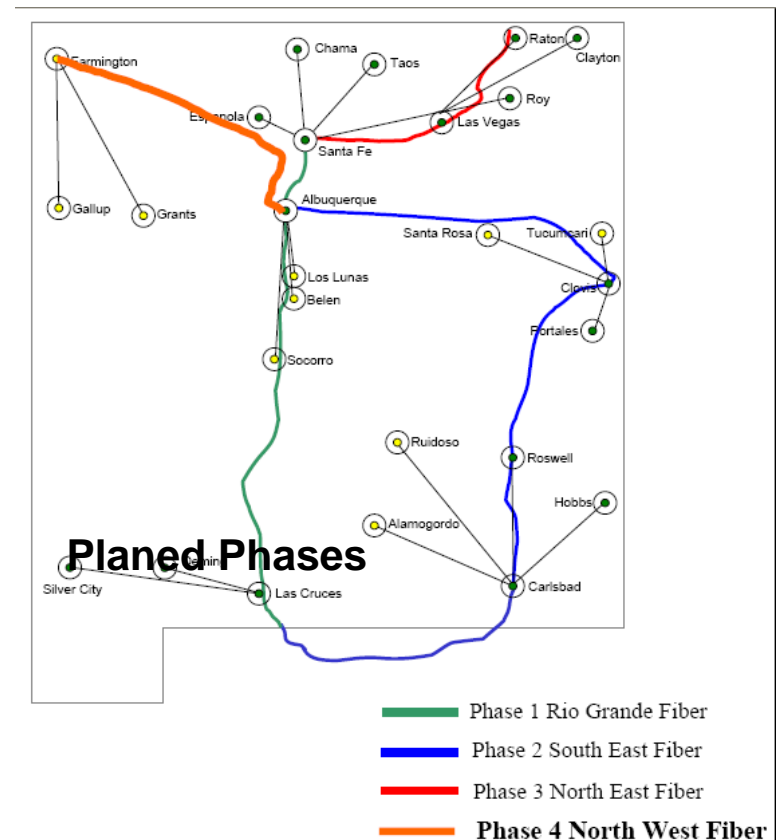 Raton
Chama
Clayton
Farmington
Taos
Roy
Espanola
Las Vegas
Santa Fe
Albuquerque
Gallup
Grants
Santa Rosa
Tucumcari
Los Lunas
Clovis
Belen
Portales
Socorro
Ruidoso
Roswell
Hobbs
Alamogordo
Planed Phases
Deming
Silver City
Las Cruces
Carlsbad
Phase 1 Rio Grande Fiber
Phase 2 South East Fiber
Phase 3 North East Fiber
Phase 4 North West Fiber